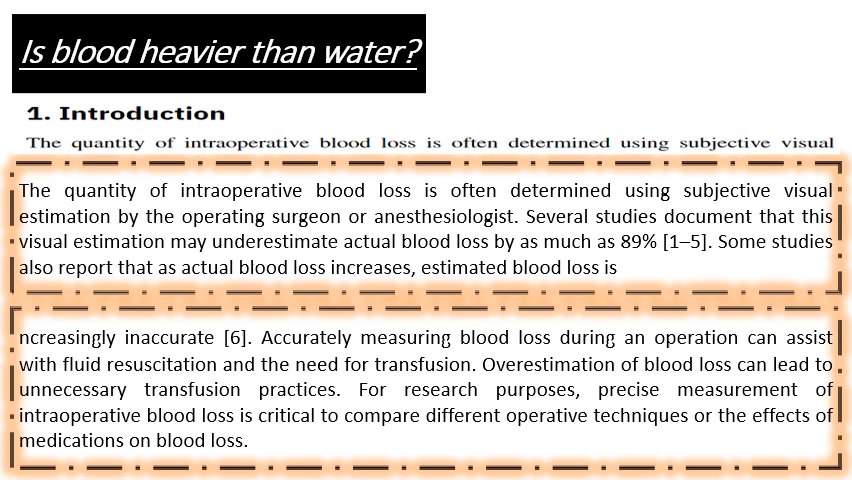 Is blood heavier than water?
1. Introduction
The quantity of intraoperative blood loss is often determined using subjective visual
The quantity of intraoperative blood loss is often determined using subjective visual
estimation by the operating surgeon or anesthesiologist. Several studies document that this
visual estimation may underestimate actual blood loss by as much as 89% [1–5]. Some studies
also report that as actual blood loss increases, estimated blood loss is
ncreasingly inaccurate [6]. Accurately measuring blood loss during an operation can assist
with fluid resuscitation and the need for transfusion. Overestimation of blood loss can lead to
unnecessary transfusion practices. For research purposes, precise measurement of
intraoperative blood loss is critical to compare different operative techniques or the effects of
medications on blood loss.